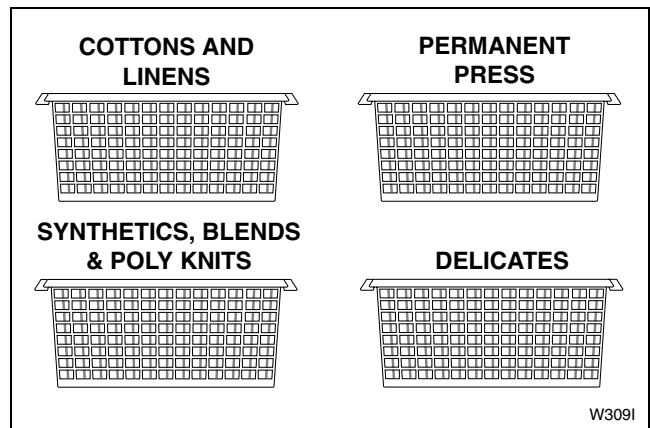 COTTONS AND
LINENS
PERMANENT
PRESS
SYNTHETICS, BLENDS
& POLY KNITS
DELICATES
W309I